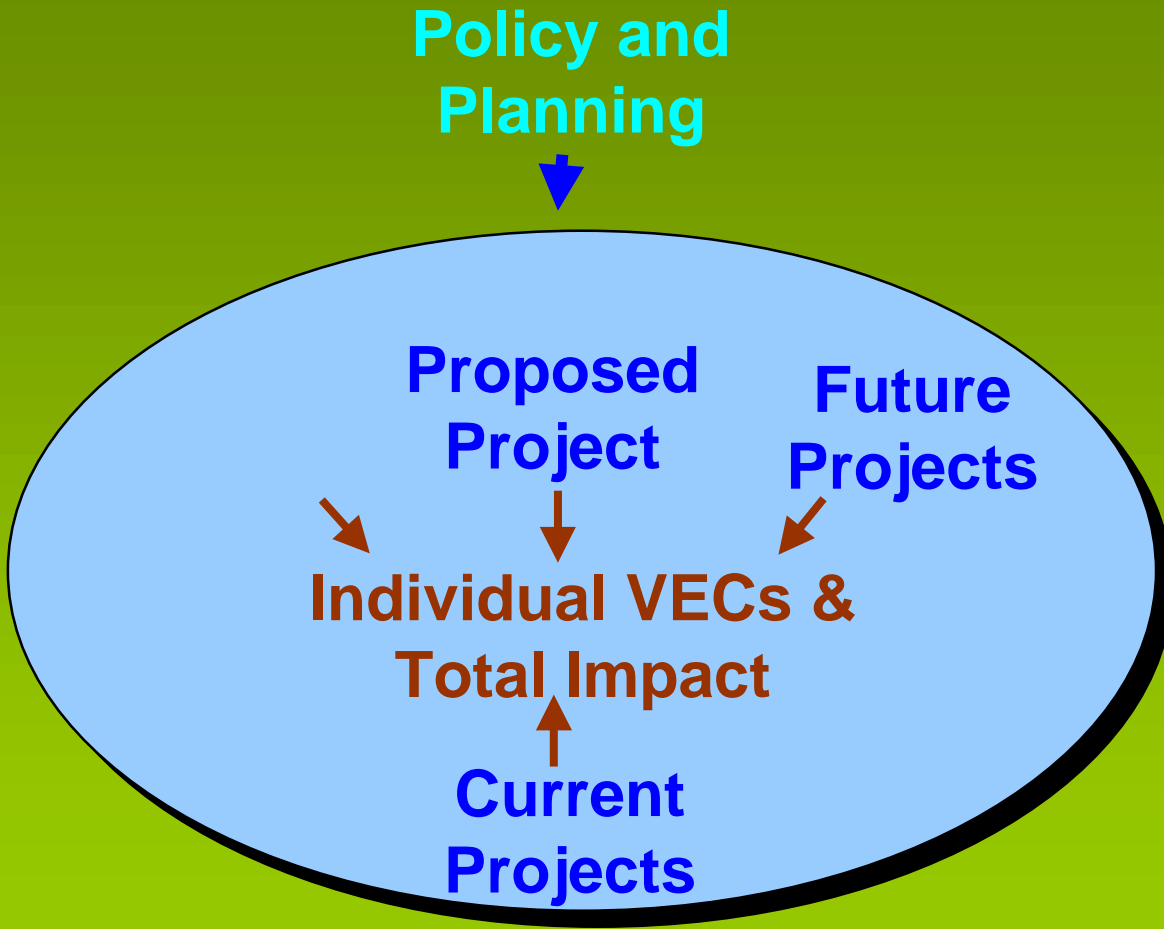 Policy and
Planning
Proposed
Project
Future
Projects
Individual VECs &
Total Impact
Current
Projects